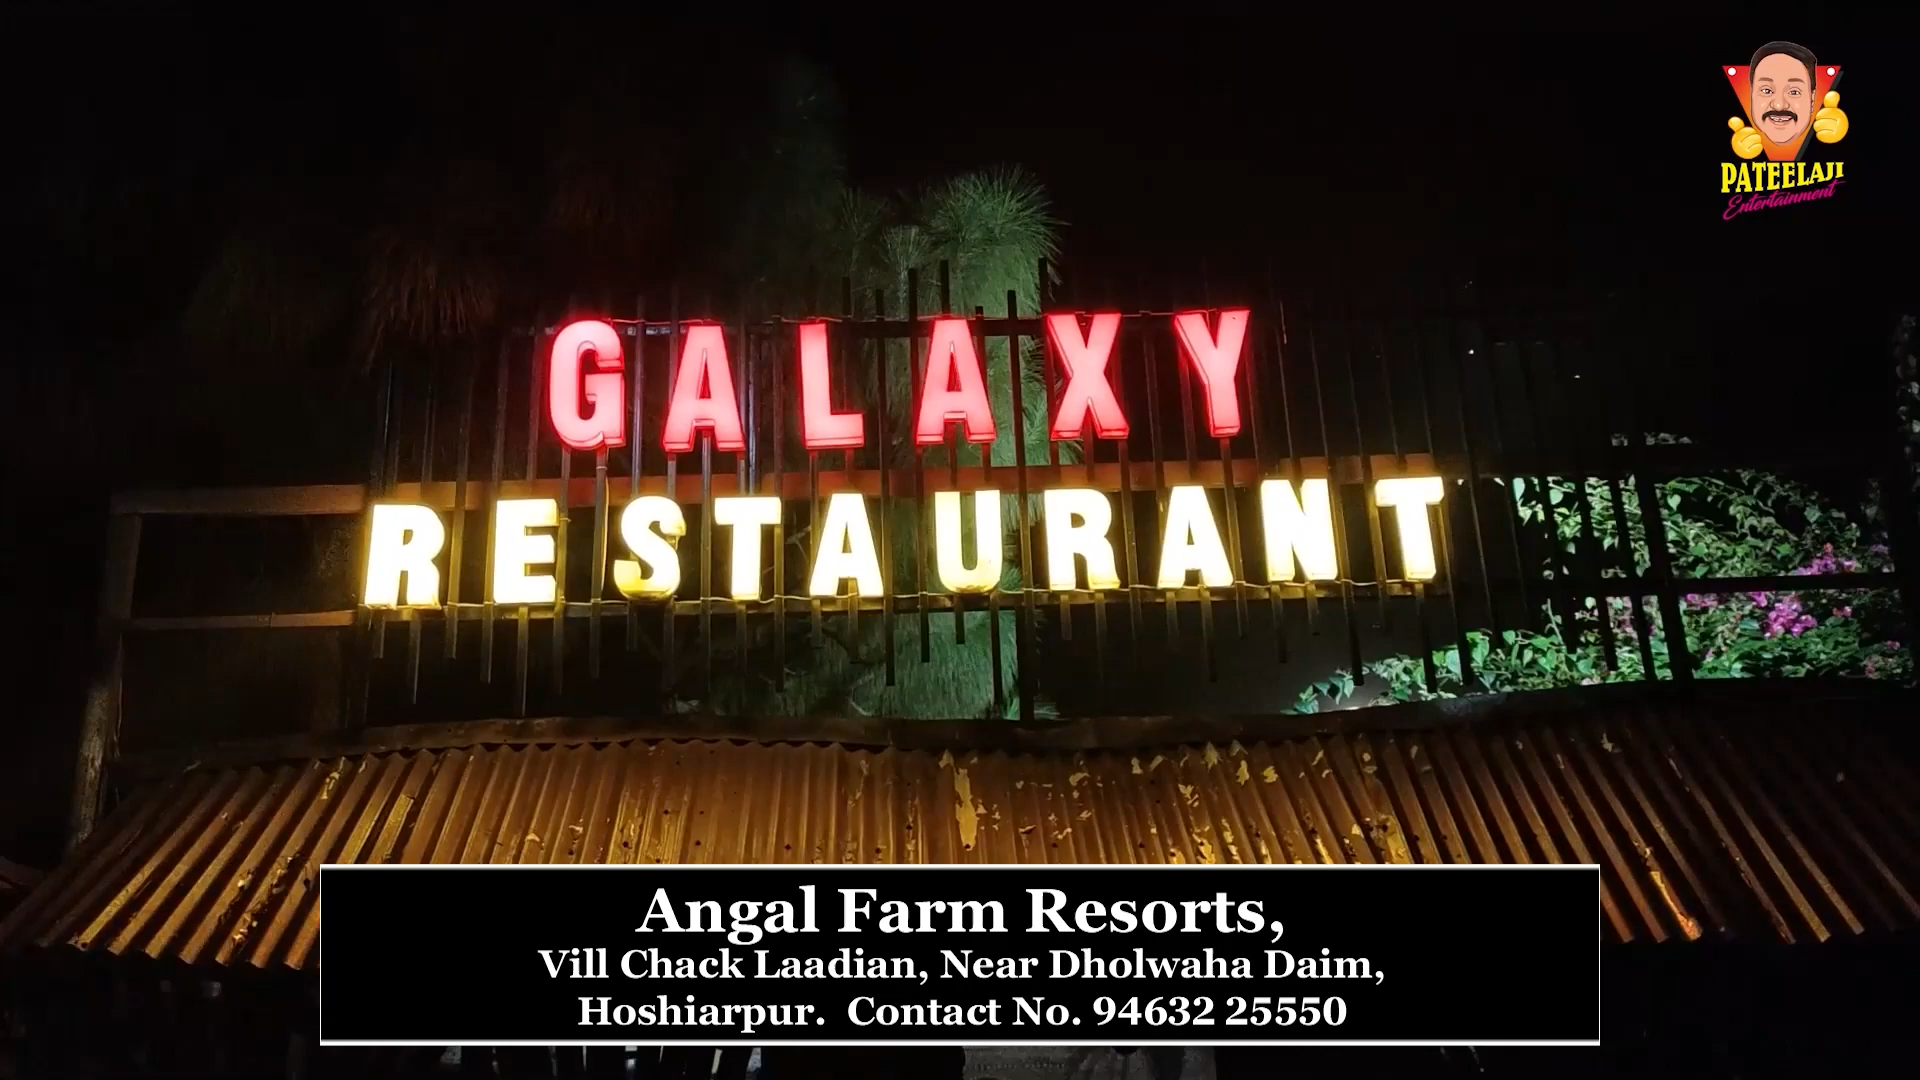 PATEELAJI
Entertainment
GALAXY
RESTAURANT
Angal Farm Resorts,
Vill Chack Laadian, Near Dholwaha Daim,
Hoshiarpur. Contact No. 94632 25550